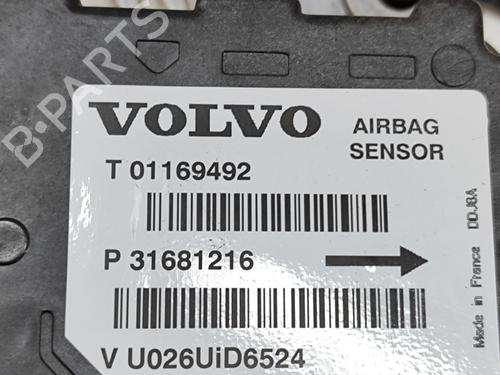 B-PARTS
VOLVO
AIRBAG
SENSOR
T 01169492
P 31681216
V U026UiD6524
Made in France DDJ8A